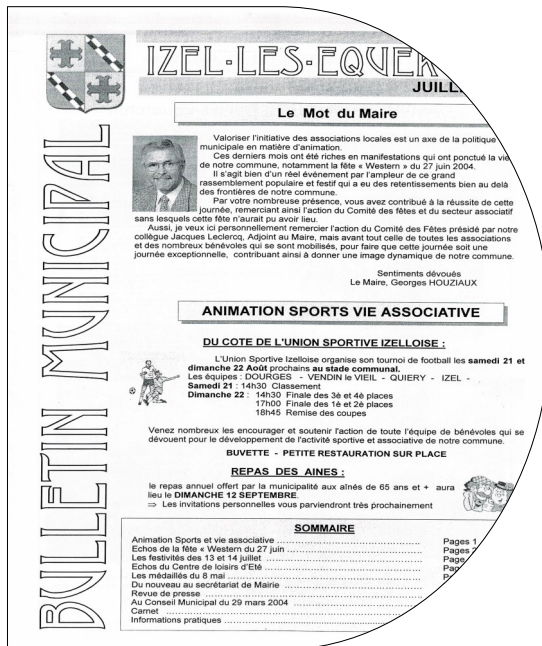 BULLETIN MUNICIPAL
IZEL-LES-EQUER
JUILL
Le Mot du Maire
Valoriser l'initiative des associations locales est un axe de la politique
municipale en matière d'animation.
Ces derniers mois ont été riches en manifestations qui ont ponctué la vie
de notre commune, notamment la fête « Western » du 27 juin 2004.
Il s'agit bien d'un réel événement par l'ampleur de ce grand
rassemblement populaire et festif qui a eu des retentissements bien au delà
des frontières de notre commune.
Par votre nombreuse présence, vous avez contribué à la réussite de cette
journée, remerciant ainsi l'action du Comité des fêtes et du secteur associatif
sans lesquels cette fête n'aurait pu avoir lieu.
Aussi, je veux ici personnellement remercier l'action du Comité des Fêtes présidé par notre
collègue Jacques Leclercq, Adjoint au Maire, mais avant tout celle de toutes les associations
et des nombreux bénévoles qui se sont mobilisés, pour faire que cette journée soit une
journée exceptionnelle, contribuant ainsi à donner une image dynamique de notre commune.
Sentiments dévoués
Le Maire, Georges HOUZIAUX
ANIMATION SPORTS VIE ASSOCIATIVE
DU COTE DE L'UNION SPORTIVE IZELLOISE :
L'Union Sportive Izelloise organise son tournoi de football les samedi 21 et
dimanche 22 Août prochains au stade communal.
Les équipes : DOURGES - VENDIN le VIEIL - QUIERY - IZEL -
Samedi 21 : 14h30 Classement
Dimanche 22 : 14h30 Finale des 3è et 4è places
17h00 Finale des 1è et 2è places
18h45 Remise des coupes
Venez nombreux les encourager et soutenir l'action de toute l'équipe de bénévoles qui se
dévouent pour le développement de l'activité sportive et associative de notre commune.
BUVETTE - PETITE RESTAURATION SUR PLACE
REPAS DES AINES :
le repas annuel offert par la municipalité aux aînés de 65 ans et + aura
lieu le DIMANCHE 12 SEPTEMBRE.
⇒ Les invitations personnelles vous parviendront très prochainement
SOMMAIRE
Animation Sports et vie associative ........................ Pages 1
Echos de la fête « Western du 27 juin ........................ Pages 2
Les festivités des 13 et 14 juillet ........................ Page
Echos du Centre de loisirs d'Eté ........................ Pag
Les médaillés du 8 mai ........................ P
Du nouveau au secrétariat de Mairie ........................
Revue de presse ........................
Au Conseil Municipal du 29 mars 2004 ........................
Carnet ........................
Informations pratiques ........................